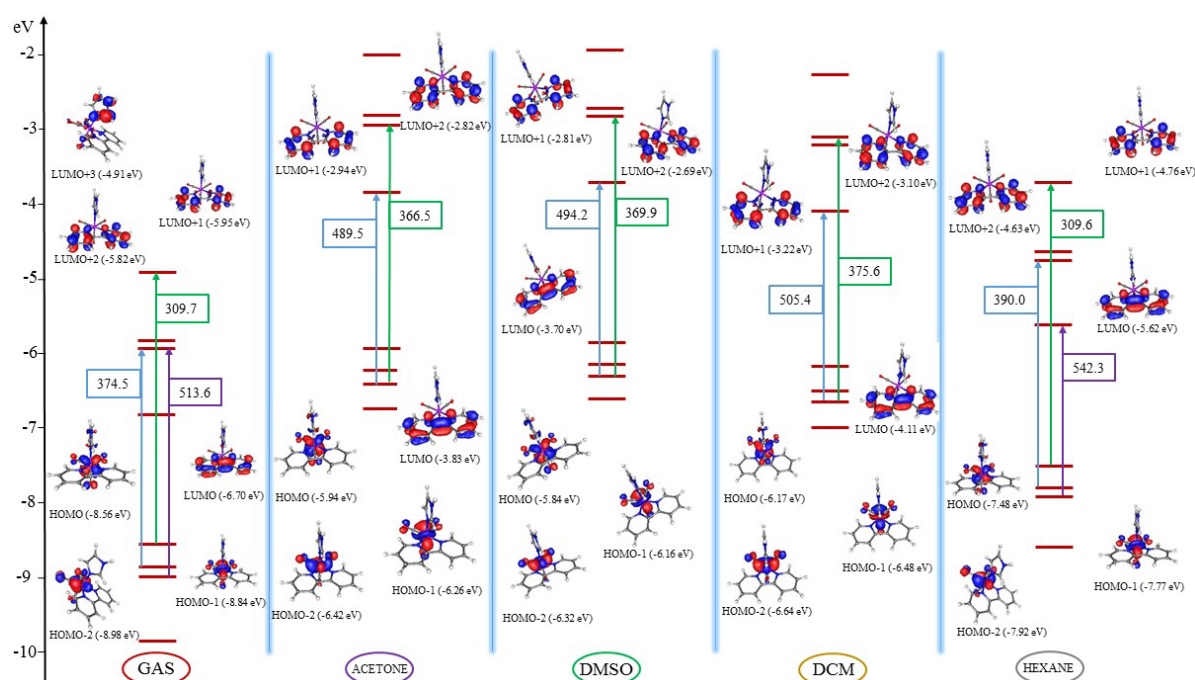 eV
-2
-3
-4
-5
-6
-7
-8
-9
-10
LUMO+3 (-4.91 eV)
LUMO+1 (-5.95 eV)
LUMO+2 (-5.82 eV)
309.7
374.5
513.6
HOMO (-8.56 eV)
LUMO (-6.70 eV)
HOMO-1 (-8.84 eV)
HOMO-2 (-8.98 eV)
GAS
LUMO+2 (-2.82 eV)
LUMO+1 (-2.94 eV)
489.5
366.5
HOMO (-5.94 eV)
LUMO (-3.83 eV)
HOMO-2 (-6.42 eV)
HOMO-1 (-6.26 eV)
ACETONE
LUMO+1 (-2.81 eV)
LUMO+2 (-2.69 eV)
494.2
369.9
LUMO (-3.70 eV)
HOMO (-5.84 eV)
HOMO-1 (-6.16 eV)
HOMO-2 (-6.32 eV)
DMSO
LUMO+2 (-3.10 eV)
LUMO+1 (-3.22 eV)
375.6
505.4
LUMO (-4.11 eV)
HOMO (-6.17 eV)
HOMO-1 (-6.48 eV)
HOMO-2 (-6.64 eV)
DCM
LUMO+1 (-4.76 eV)
LUMO+2 (-4.63 eV)
309.6
390.0
LUMO (-5.62 eV)
542.3
HOMO (-7.48 eV)
HOMO-1 (-7.77 eV)
HOMO-2 (-7.92 eV)
HEXANE